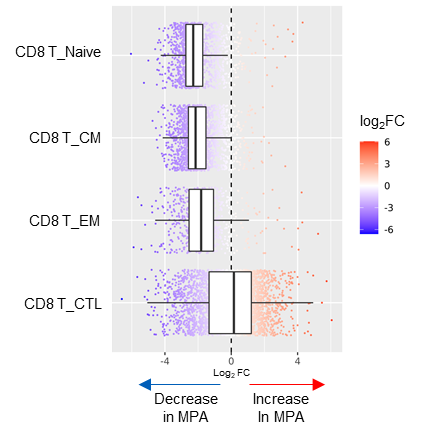 CD8 T_Naive
CD8 T_CM
CD8 T_EM
CD8 T_CTL
log₂FC
6
3
0
-3
-6
-4 0 4
Log₂ FC
Decrease
in MPA
Increase
In MPA